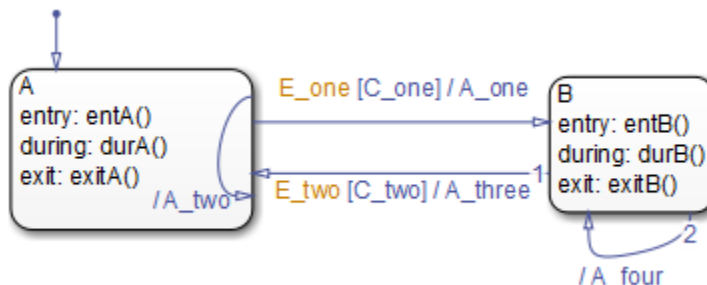 A
entry: entA()
during: durA()
exit: exitA()
/A_two
E_one [C_one] / A_one
1
E_two [C_two] / A_three
B
entry: entB()
during: durB()
exit: exitB()
2
/ A_four